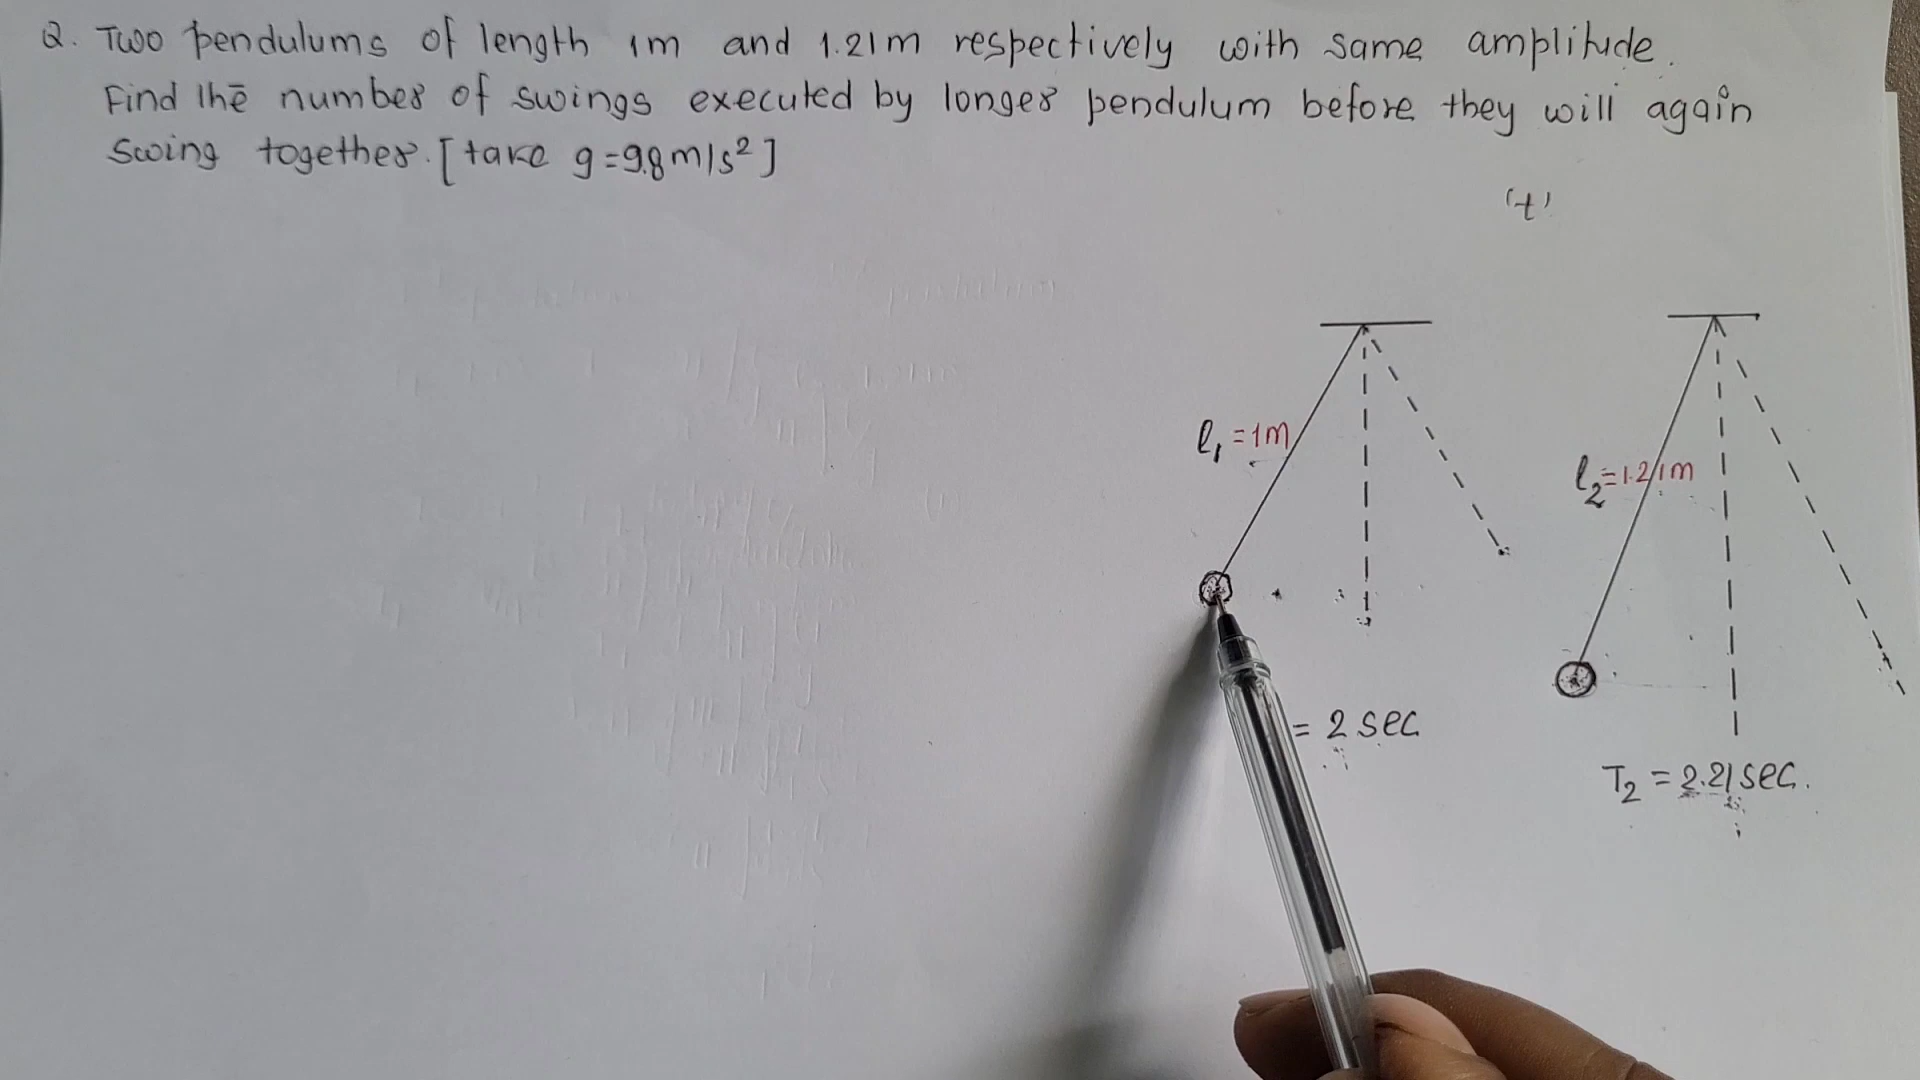 Q. Two pendulums of length 1m and 1.21m respectively with same amplitude.
Find the number of swings executed by longer pendulum before they will again
Swing together. [take g=9.8m/s²]
't'
l₁ =1m
l₂=1.21m
= 2 sec
T₂ = 2.21sec.